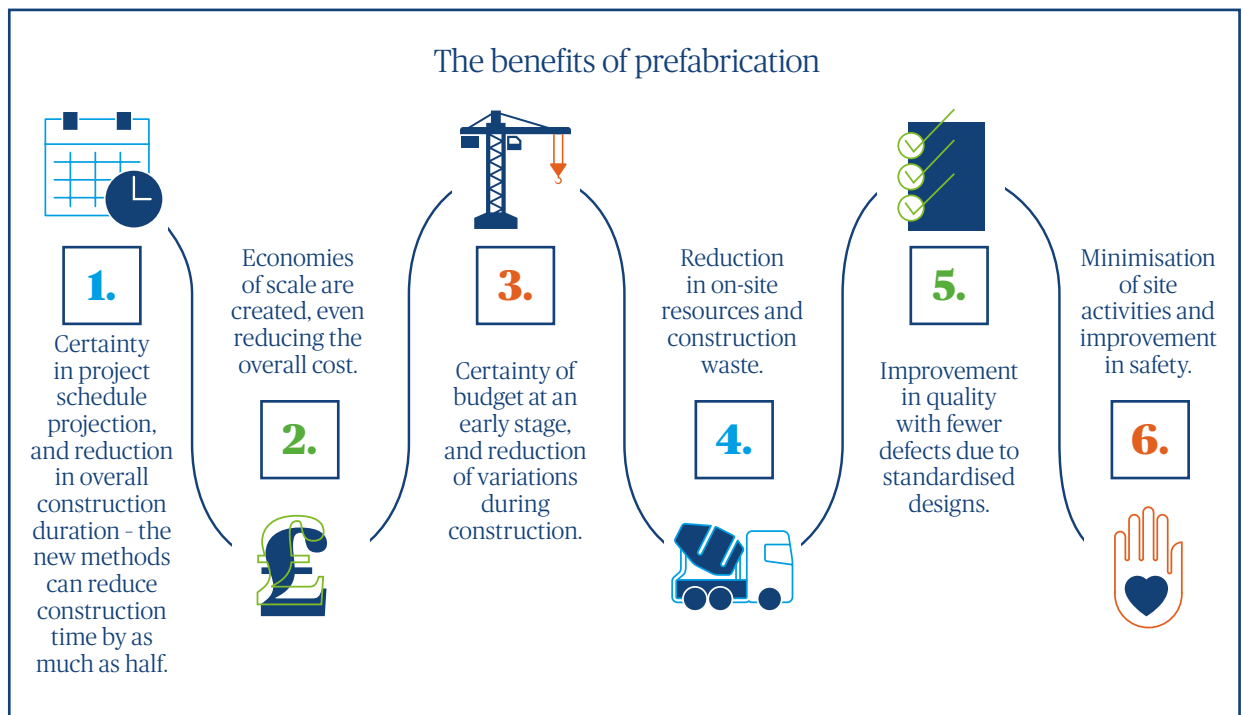 The benefits of prefabrication
1.
Certainty
in project
schedule
projection,
and reduction
in overall
construction
duration - the
new methods
can reduce
construction
time by as
much as half.
Economies
of scale are
created, even
reducing the
overall cost.
2.
£
3.
Certainty of
budget at an
early stage,
and reduction
of variations
during
construction.
Reduction
in on-site
resources and
construction
waste.
4.
5.
Improvement
in quality
with fewer
defects due to
standardised
designs.
Minimisation
of site
activities and
improvement
in safety.
6.